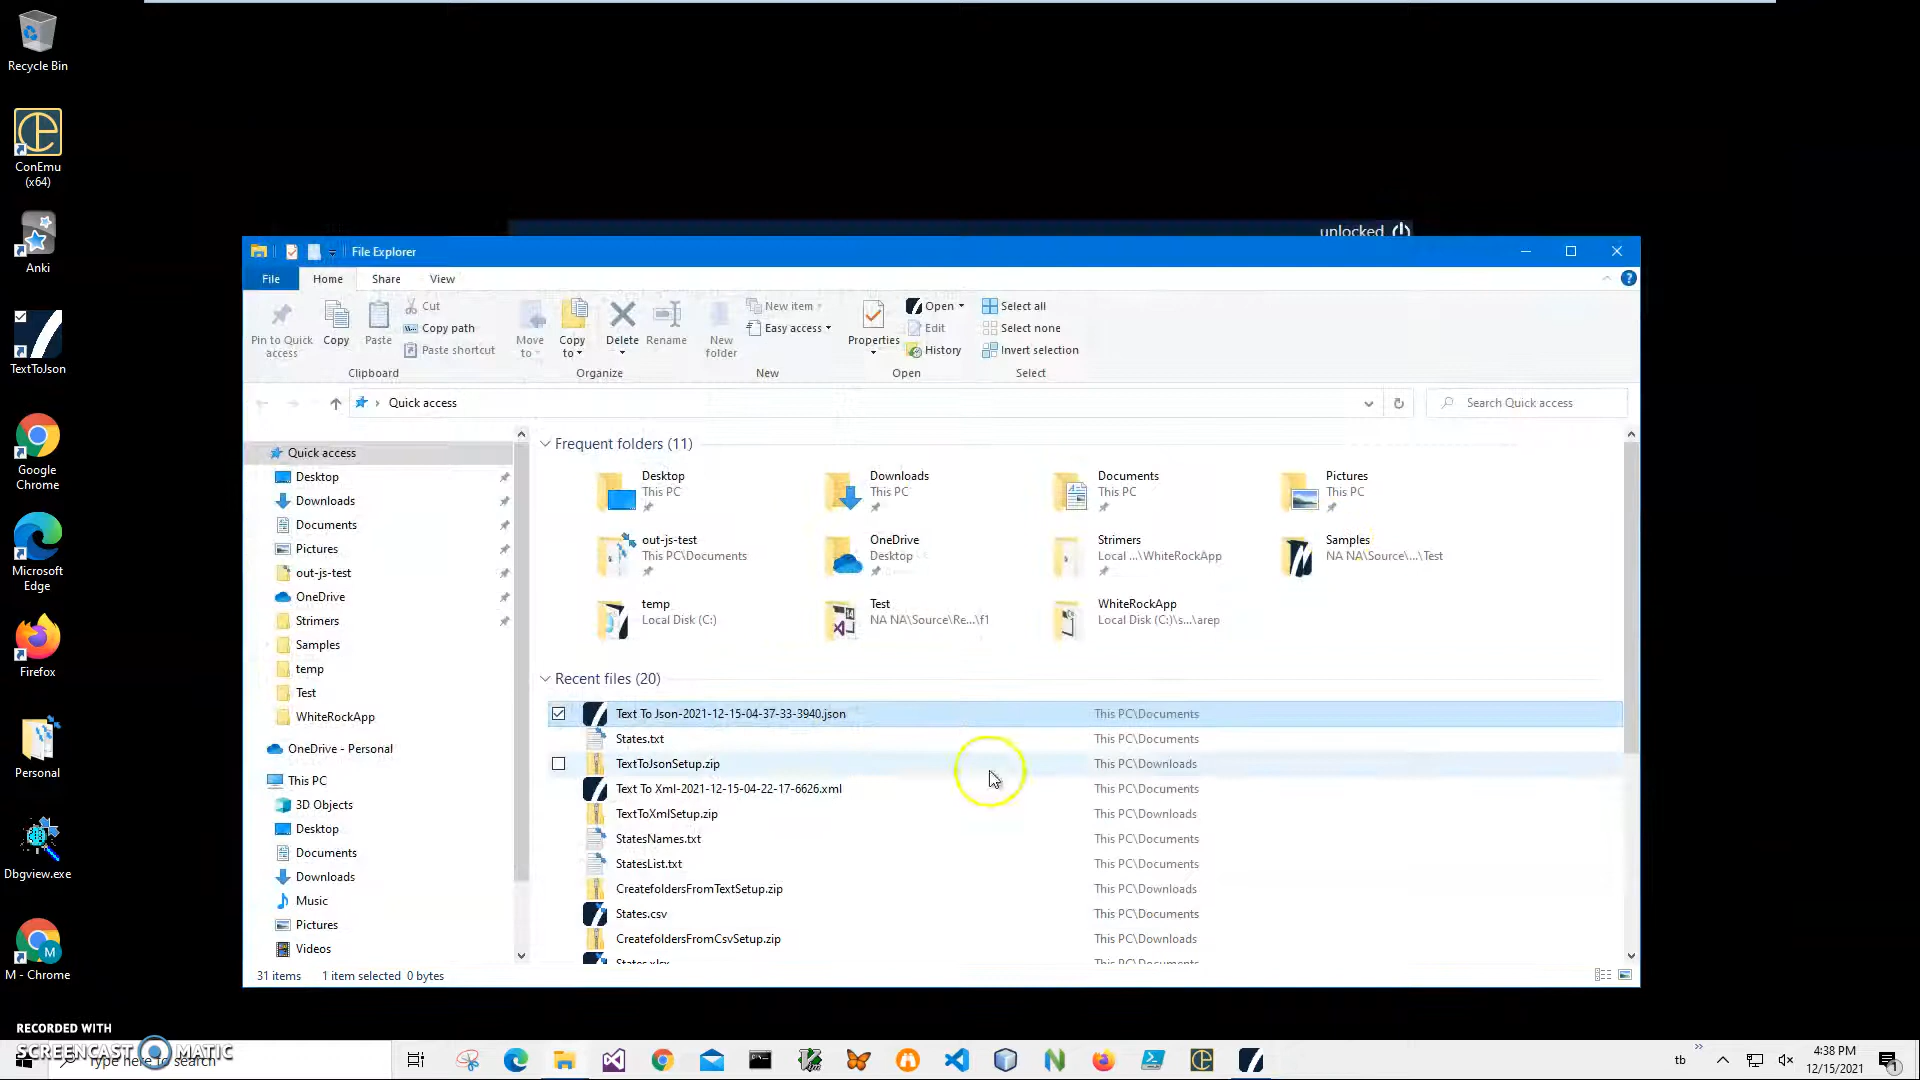 Recycle Bin
ConEmu
(x64)
Anki
TextToJson
Google
Chrome
Microsoft
Edge
Firefox
Personal
Dbgview.exe
M - Chrome
unlocked
File Explorer
File
Home
Share
View
Pin to Quick
access
Copy
Paste
Cut
Copy path
Paste shortcut
Clipboard
Move
to
Copy
to
Delete
Rename
Organize
New
folder
New item
Easy access
New
Properties
Open
Edit
History
Open
Select all
Select none
Invert selection
Select
Quick access
Search Quick access
Quick access
Desktop
Downloads
Documents
Pictures
out-js-test
OneDrive
Strimers
Samples
temp
Test
WhiteRockApp
OneDrive - Personal
This PC
3D Objects
Desktop
Documents
Downloads
Music
Pictures
Videos
Frequent folders (11)
Desktop
This PC
Downloads
This PC
Documents
This PC
Pictures
This PC
out-js-test
This PC\Documents
OneDrive
Desktop
Strimers
Local ...\WhiteRockApp
Samples
NA NA\Source\...\Test
temp
Local Disk (C:)
Test
NA NA\Source\Re...\f1
WhiteRockApp
Local Disk (C:)\s...\arep
Recent files (20)
Text To Json-2021-12-15-04-37-33-3940.json This PC\Documents
States.txt This PC\Documents
TextToJsonSetup.zip This PC\Downloads
Text To Xml-2021-12-15-04-22-17-6626.xml This PC\Documents
TextToXmlSetup.zip This PC\Downloads
StatesNames.txt This PC\Documents
StatesList.txt This PC\Documents
CreatefoldersFromTextSetup.zip This PC\Downloads
States.csv This PC\Documents
CreatefoldersFromCsvSetup.zip This PC\Downloads
States.xlsx This PC\Documents
31 items 1 item selected 0 bytes
RECORDED WITH
SCREENCAST MATIC
Type here to search
tb
4:38 PM
12/15/2021